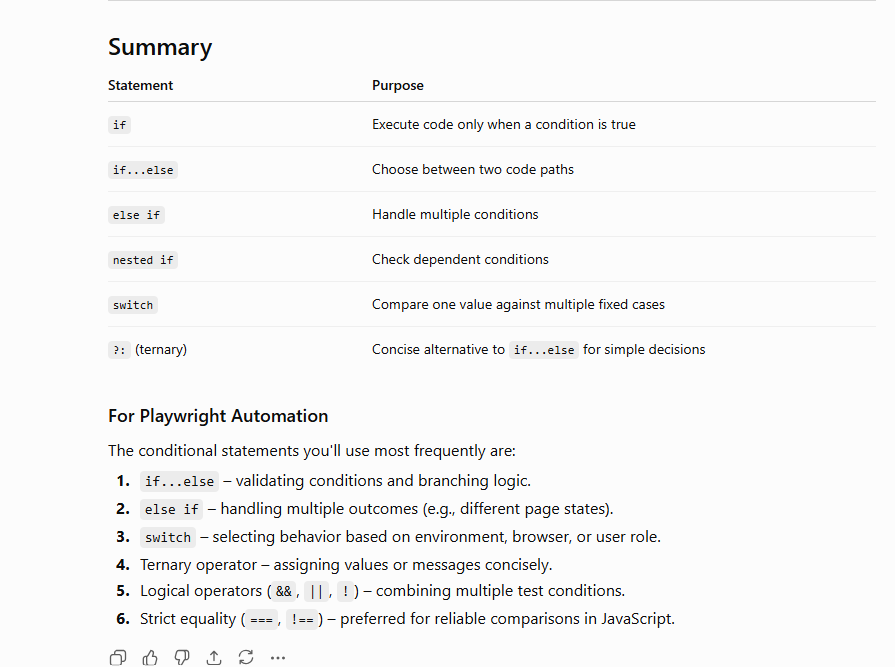 Summary
Statement Purpose
if Execute code only when a condition is true
if...else Choose between two code paths
else if Handle multiple conditions
nested if Check dependent conditions
switch Compare one value against multiple fixed cases
?: (ternary) Concise alternative to if...else for simple decisions
For Playwright Automation
The conditional statements you'll use most frequently are:
1. if...else – validating conditions and branching logic.
2. else if – handling multiple outcomes (e.g., different page states).
3. switch – selecting behavior based on environment, browser, or user role.
4. Ternary operator – assigning values or messages concisely.
5. Logical operators (&&, ||, !) – combining multiple test conditions.
6. Strict equality (===, !==) – preferred for reliable comparisons in JavaScript.